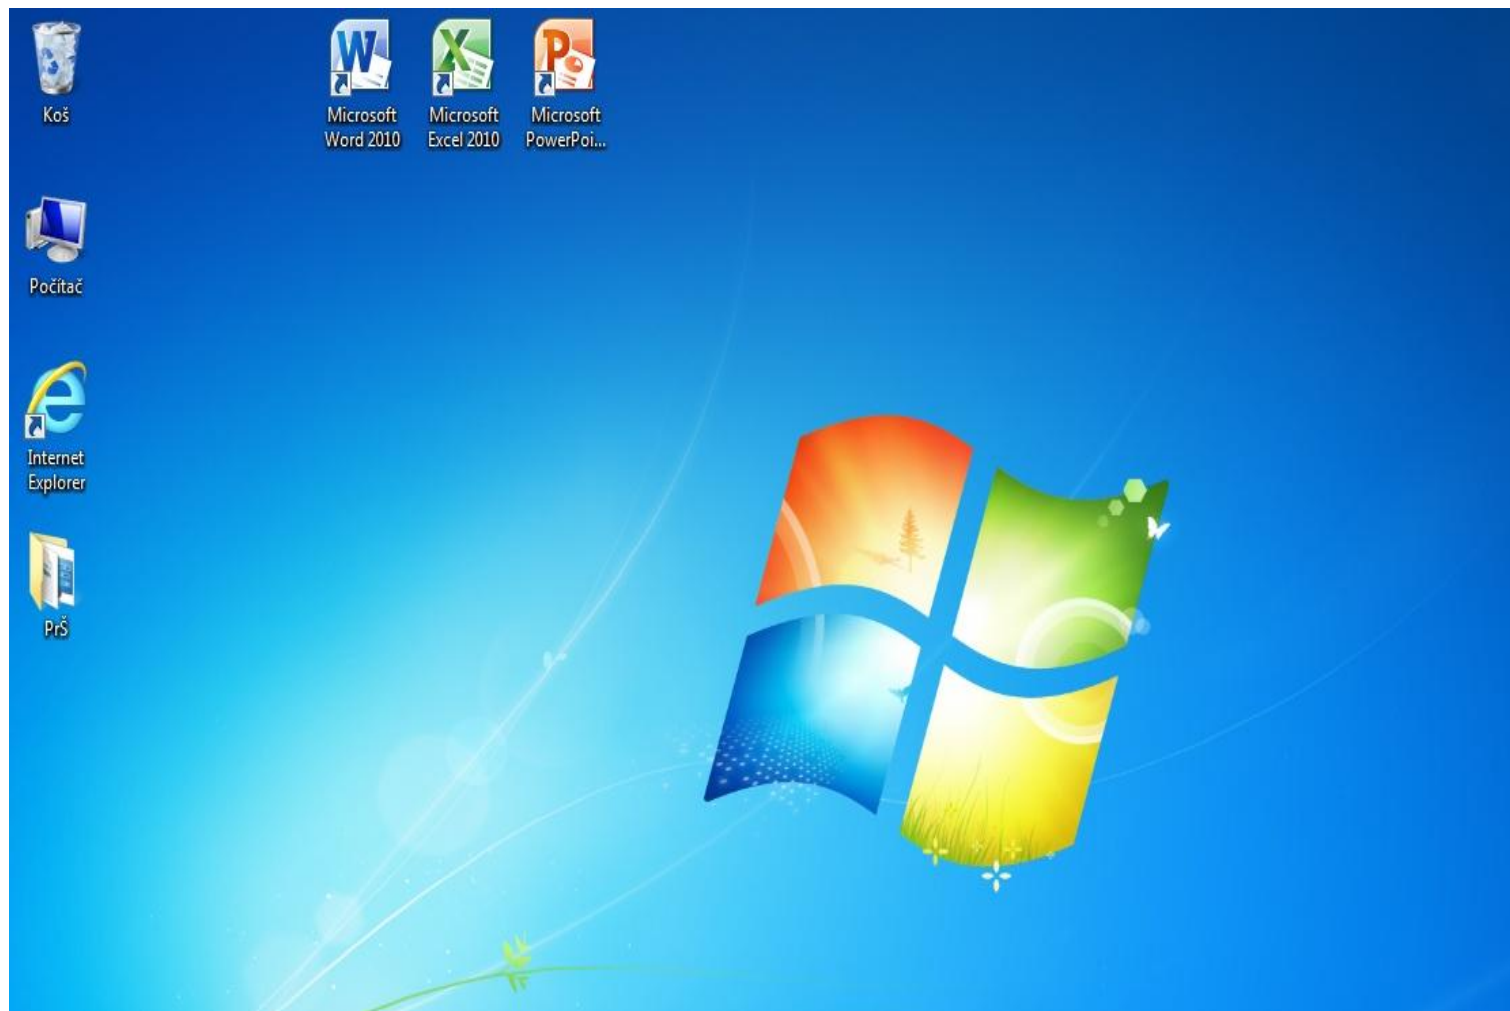 Koš
Microsoft
Word 2010
Microsoft
Excel 2010
Microsoft
PowerPoi...
Počítač
Internet
Explorer
PrŠ